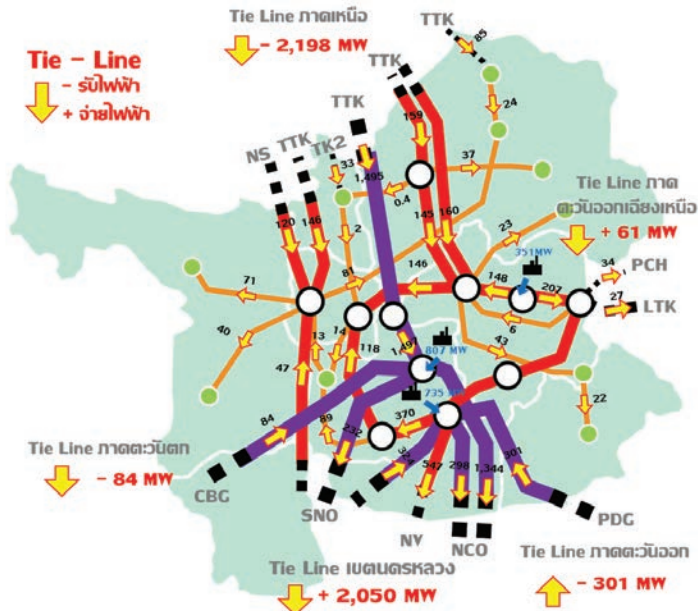 Tie Line ภาคเหนือ
- 2,198 MW
TTK
85
Tie – Line
- รับไฟฟ้า
+ จ่ายไฟฟ้า
TTK
TTK
24
NS
TTK
TK2
33
1,495
159
37
0.4
Tie Line ภาค
ตะวันออกเฉียงเหนือ
+ 61 MW
120
146
2
145
160
23
351MW
34
PCH
71
81
146
148
207
27
LTK
40
13
14
118
1,491
6
43
47
807 MW
735 MW
84
370
22
89
232
324
547
298
1,344
301
Tie Line ภาคตะวันตก
- 84 MW
CBG
SNO
NV
NCO
PDG
Tie Line เขตนครหลวง
+ 2,050 MW
Tie Line ภาคตะวันออก
- 301 MW